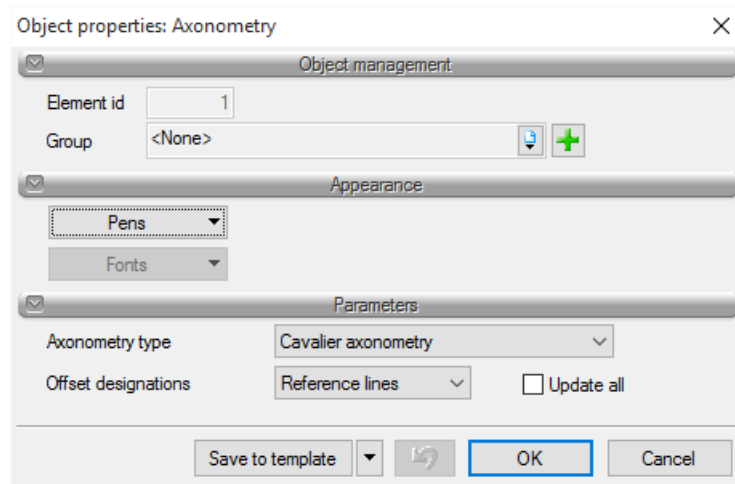 Object properties: Axonometry
Object management
Element id 1
Group <None>
Appearance
Pens
Fonts
Parameters
Axonometry type Cavalier axonometry
Offset designations Reference lines Update all
Save to template OK Cancel